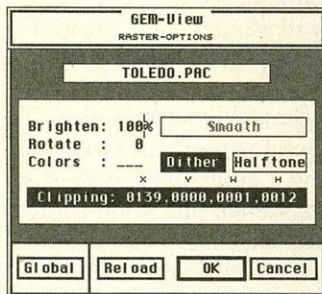 GEM-View
RASTER-OPTIONS
TOLEDO.PAC
Brighten: 100% Smooth
Rotate : 0
Colors : ___ Dither Halftone
X Y W H
Clipping: 0139.0000,0001.0012
Global Reload OK Cancel